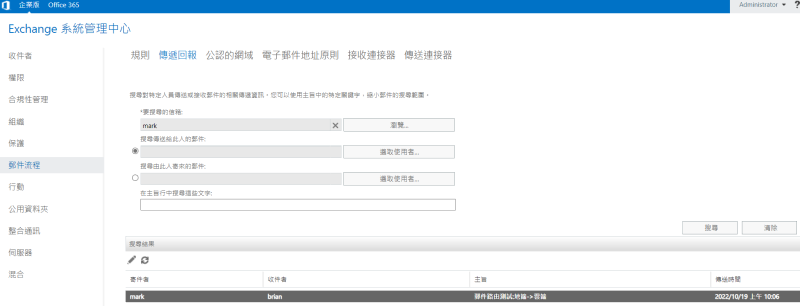 企業版 Office 365 Administrator ?
Exchange 系統管理中心
收件者
權限
合規性管理
組織
保護
郵件流程
行動
公用資料夾
整合通訊
伺服器
混合
規則 傳遞回報 公認的網域 電子郵件地址原則 接收連接器 傳送連接器
搜尋對特定人員傳送或接收郵件的相關傳遞資訊。您可以使用主旨中的特定關鍵字，縮小郵件的搜尋範圍。
*要搜尋的信箱:
mark 瀏覽...
搜尋傳送給此人的郵件:
選取使用者...
搜尋由此人寄來的郵件:
選取使用者...
在主旨行中搜尋這些文字:
搜尋 清除
搜尋結果
寄件者 收件者 主旨 傳送時間
mark brian 郵件路由測試:地端->雲端 2022/10/19 上午 10:06